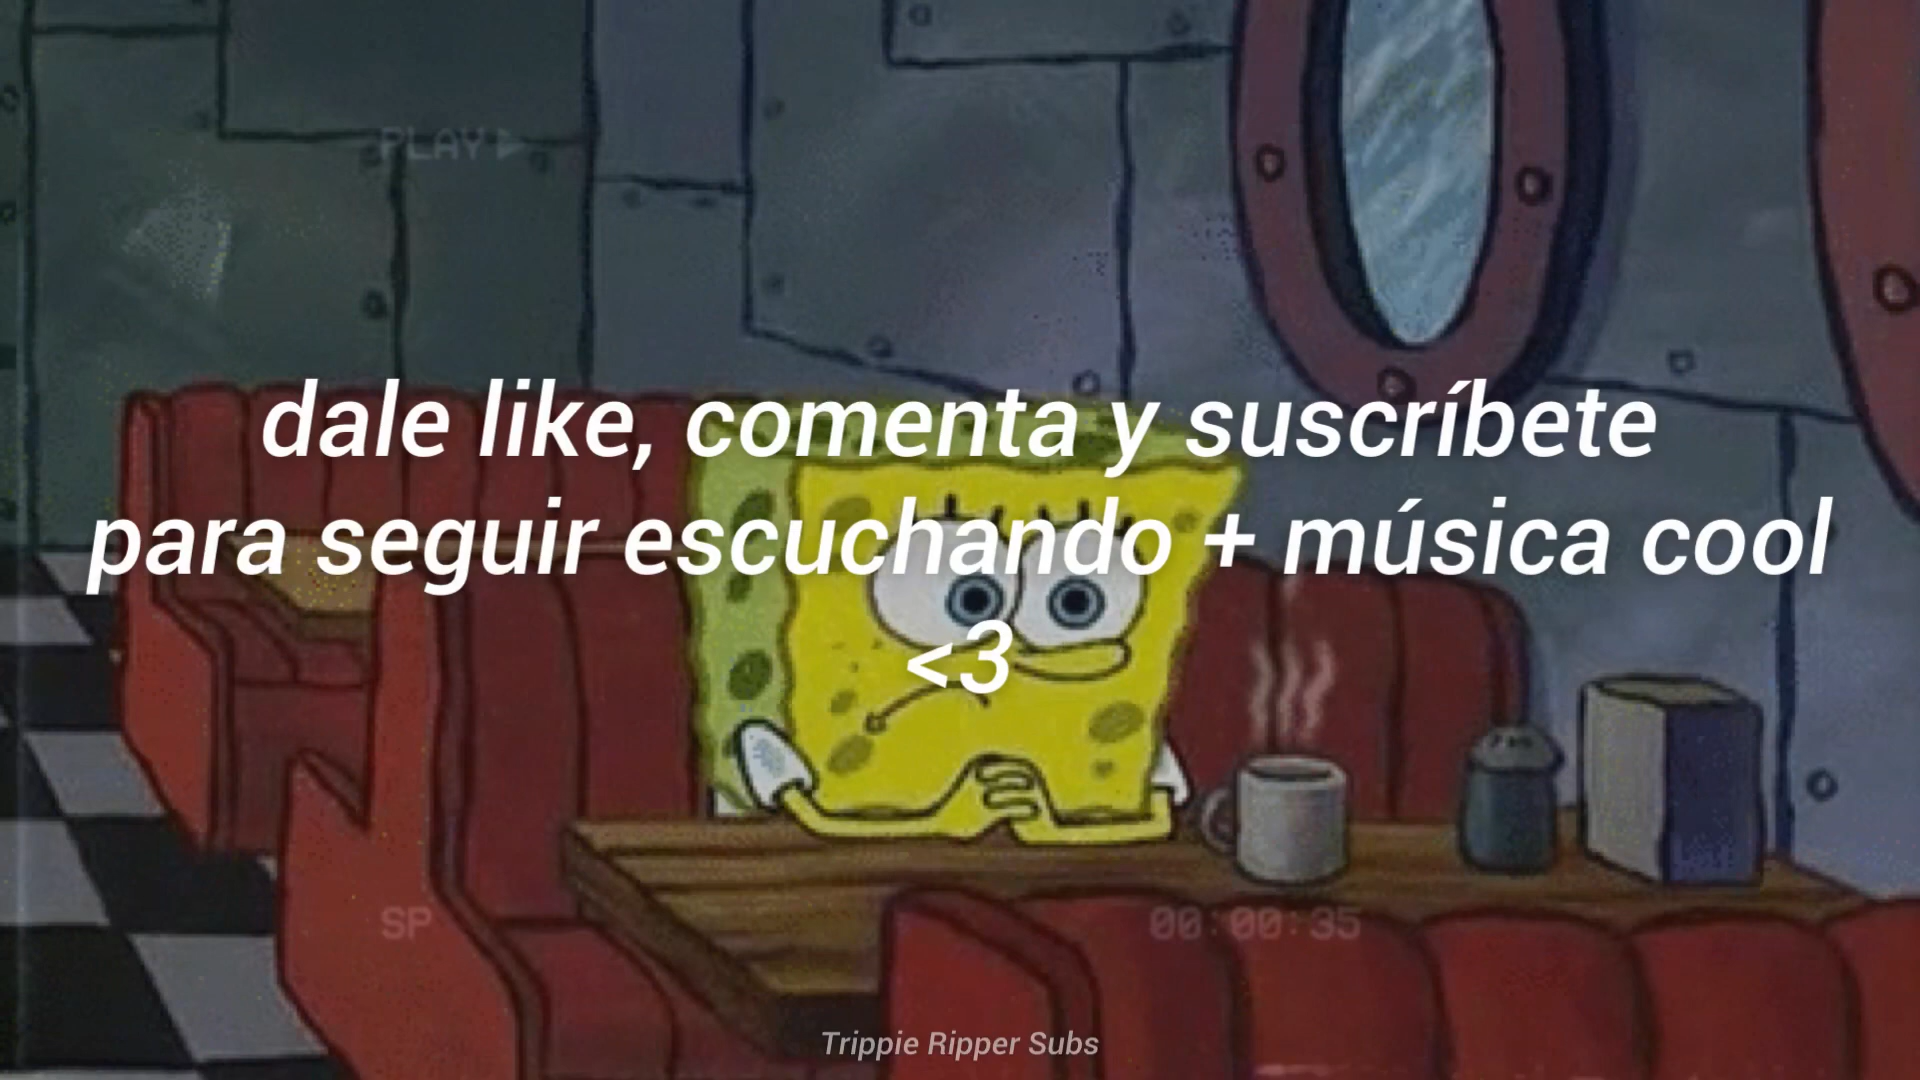 PLAY
dale like, comenta y suscríbete
para seguir escuchando + música cool
<3
SP 00:00:35
Trippie Ripper Subs